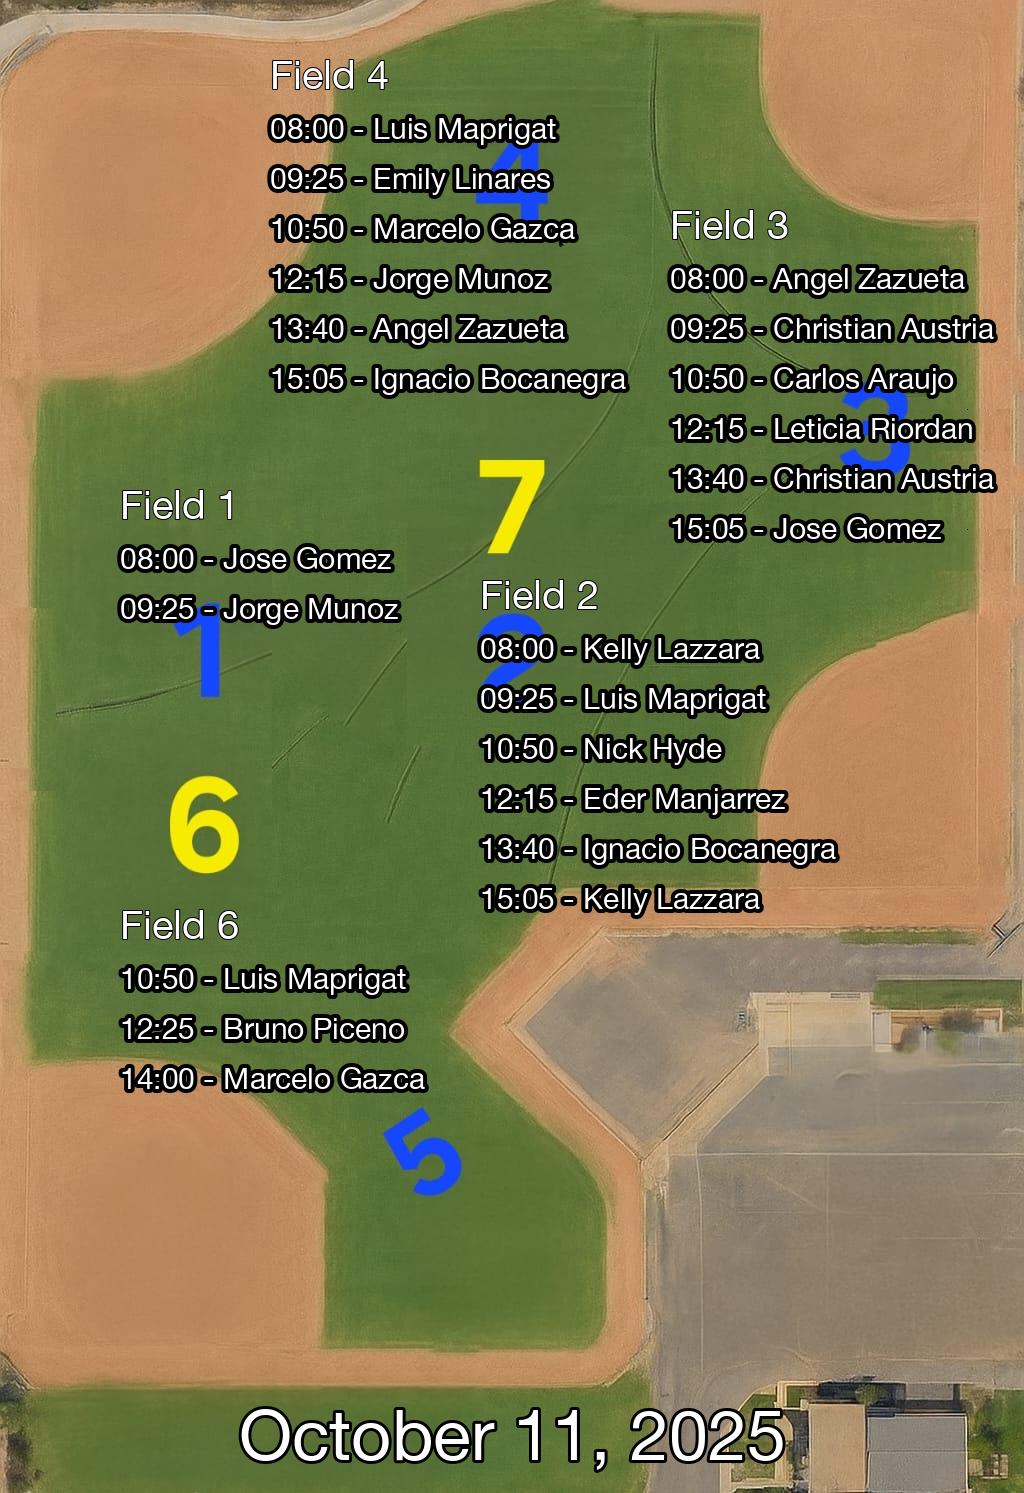 Field 4
08:00 - Luis Maprigat
09:25 - Emily Linares
10:50 - Marcelo Gazca
12:15 - Jorge Munoz
13:40 - Angel Zazueta
15:05 - Ignacio Bocanegra
4
Field 3
08:00 - Angel Zazueta
09:25 - Christian Austria
10:50 - Carlos Araujo
12:15 - Leticia Riordan
13:40 - Christian Austria
15:05 - Jose Gomez
3
7
Field 1
08:00 - Jose Gomez
09:25 - Jorge Munoz
1
Field 2
08:00 - Kelly Lazzara
09:25 - Luis Maprigat
10:50 - Nick Hyde
12:15 - Eder Manjarrez
13:40 - Ignacio Bocanegra
15:05 - Kelly Lazzara
2
6
Field 6
10:50 - Luis Maprigat
12:25 - Bruno Piceno
14:00 - Marcelo Gazca
5
October 11, 2025